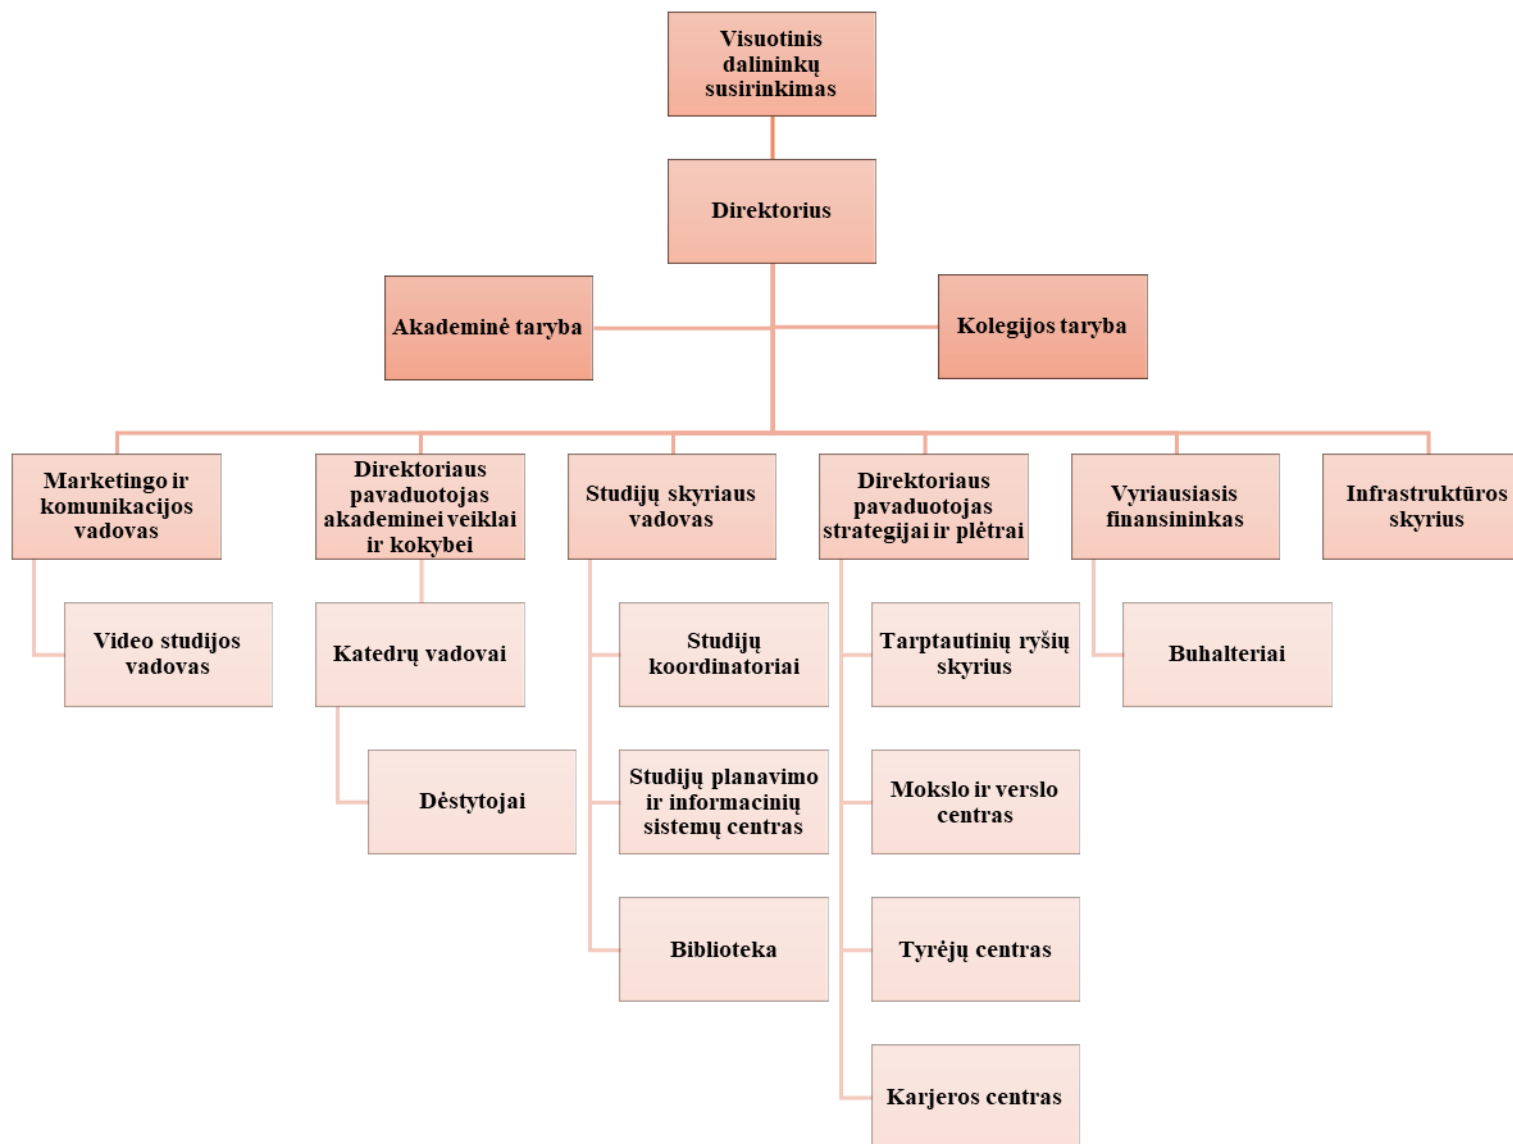 Visuotinis
dalininkų
susirinkimas
Direktorius
Akademinė taryba
Kolegijos taryba
Marketingo ir
komunikacijos
vadovas
Direktoriaus
pavaduotojas
akademinei veiklai
ir kokybei
Studijų skyriaus
vadovas
Direktoriaus
pavaduotojas
strategijai ir plėtrai
Vyriausiasis
finansininkas
Infrastruktūros
skyrius
Video studijos
vadovas
Katedrų vadovai
Studijų
koordinatoriai
Tarptautinių ryšių
skyrius
Buhalteriai
Dėstytojai
Studijų planavimo
ir informacinių
sistemų centras
Mokslo ir verslo
centras
Biblioteka
Tyrėjų centras
Karjeros centras